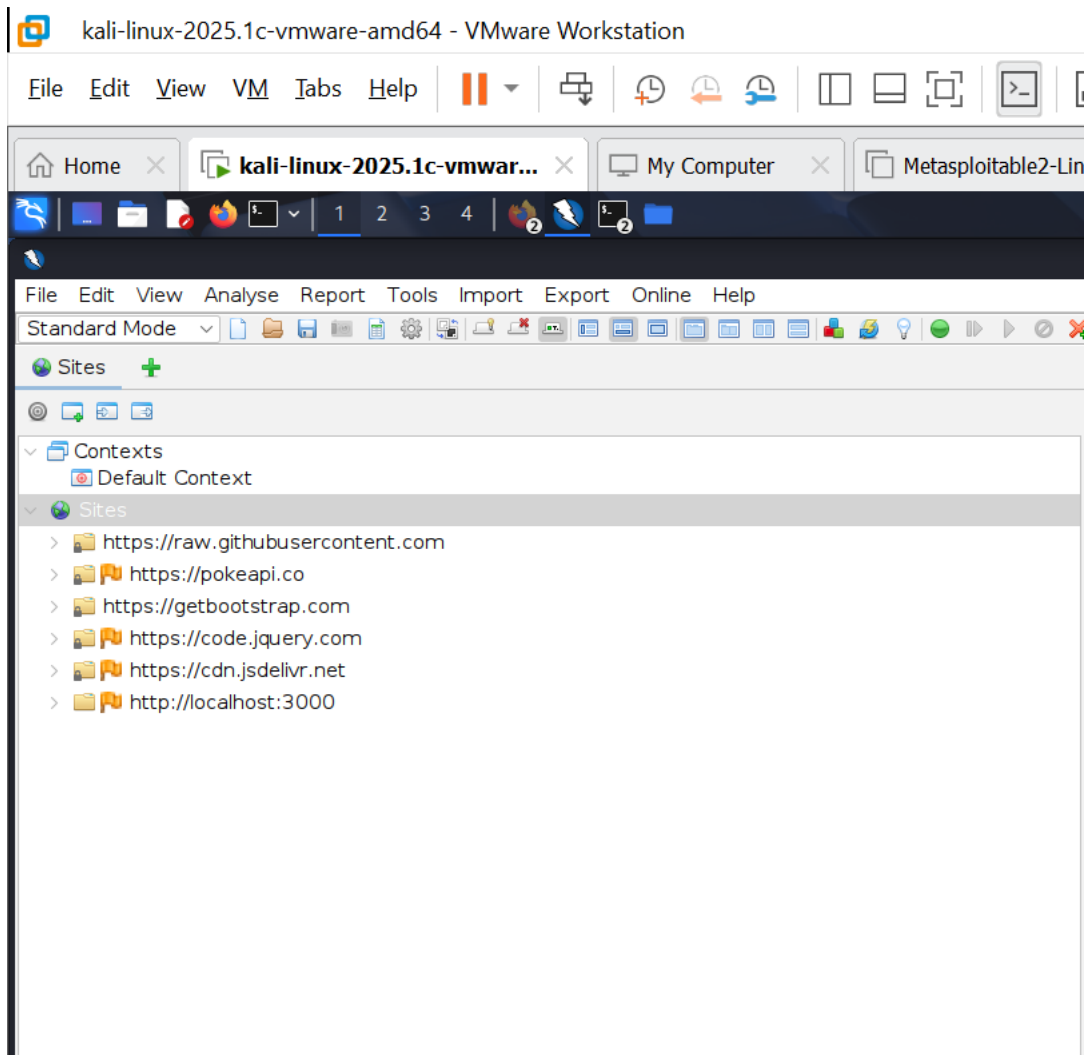 kali-linux-2025.1c-vmware-amd64 - VMware Workstation
File Edit View VM Tabs Help
Home kali-linux-2025.1c-vmwar... My Computer Metasploitable2-Lin
1 2 3 4 2 2
File Edit View Analyse Report Tools Import Export Online Help
Standard Mode
Sites
Contexts
Default Context
Sites
https://raw.githubusercontent.com
https://pokeapi.co
https://getbootstrap.com
https://code.jquery.com
https://cdn.jsdelivr.net
http://localhost:3000